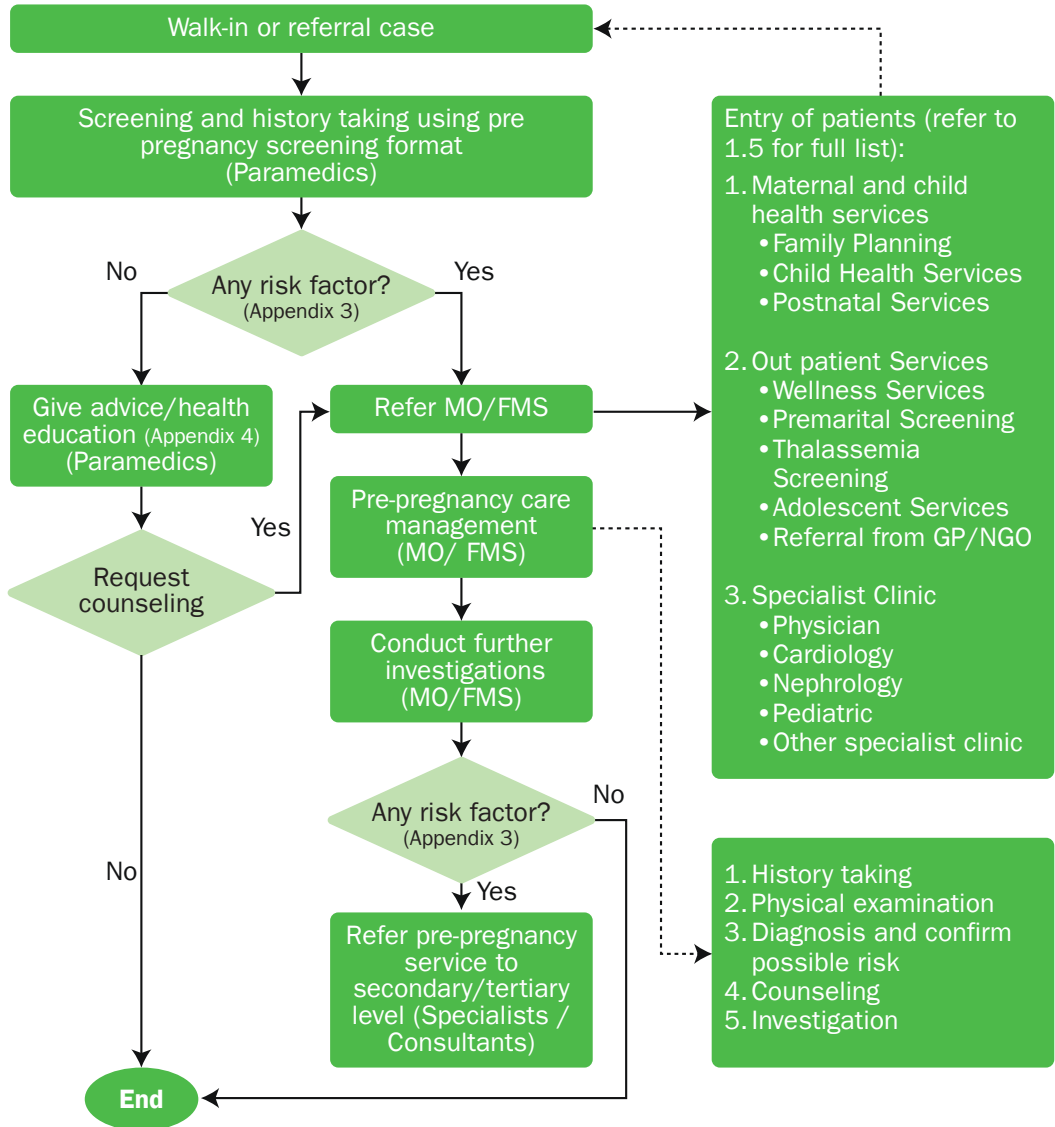 Walk-in or referral case
Screening and history taking using pre
pregnancy screening format
(Paramedics)
No
Any risk factor?
(Appendix 3)
Yes
Give advice/health
education (Appendix 4)
(Paramedics)
Refer MO/FMS
Yes
Request
counseling
No
Pre-pregnancy care
management
(MO/ FMS)
Conduct further
investigations
(MO/FMS)
Any risk factor?
(Appendix 3)
No
Yes
Refer pre-pregnancy
service to
secondary/tertiary
level (Specialists /
Consultants)
End
Entry of patients (refer to
1.5 for full list):
1. Maternal and child
health services
• Family Planning
• Child Health Services
• Postnatal Services
2. Out patient Services
• Wellness Services
• Premarital Screening
• Thalassemia
Screening
• Adolescent Services
• Referral from GP/NGO
3. Specialist Clinic
• Physician
• Cardiology
• Nephrology
• Pediatric
• Other specialist clinic
1. History taking
2. Physical examination
3. Diagnosis and confirm
possible risk
4. Counseling
5. Investigation